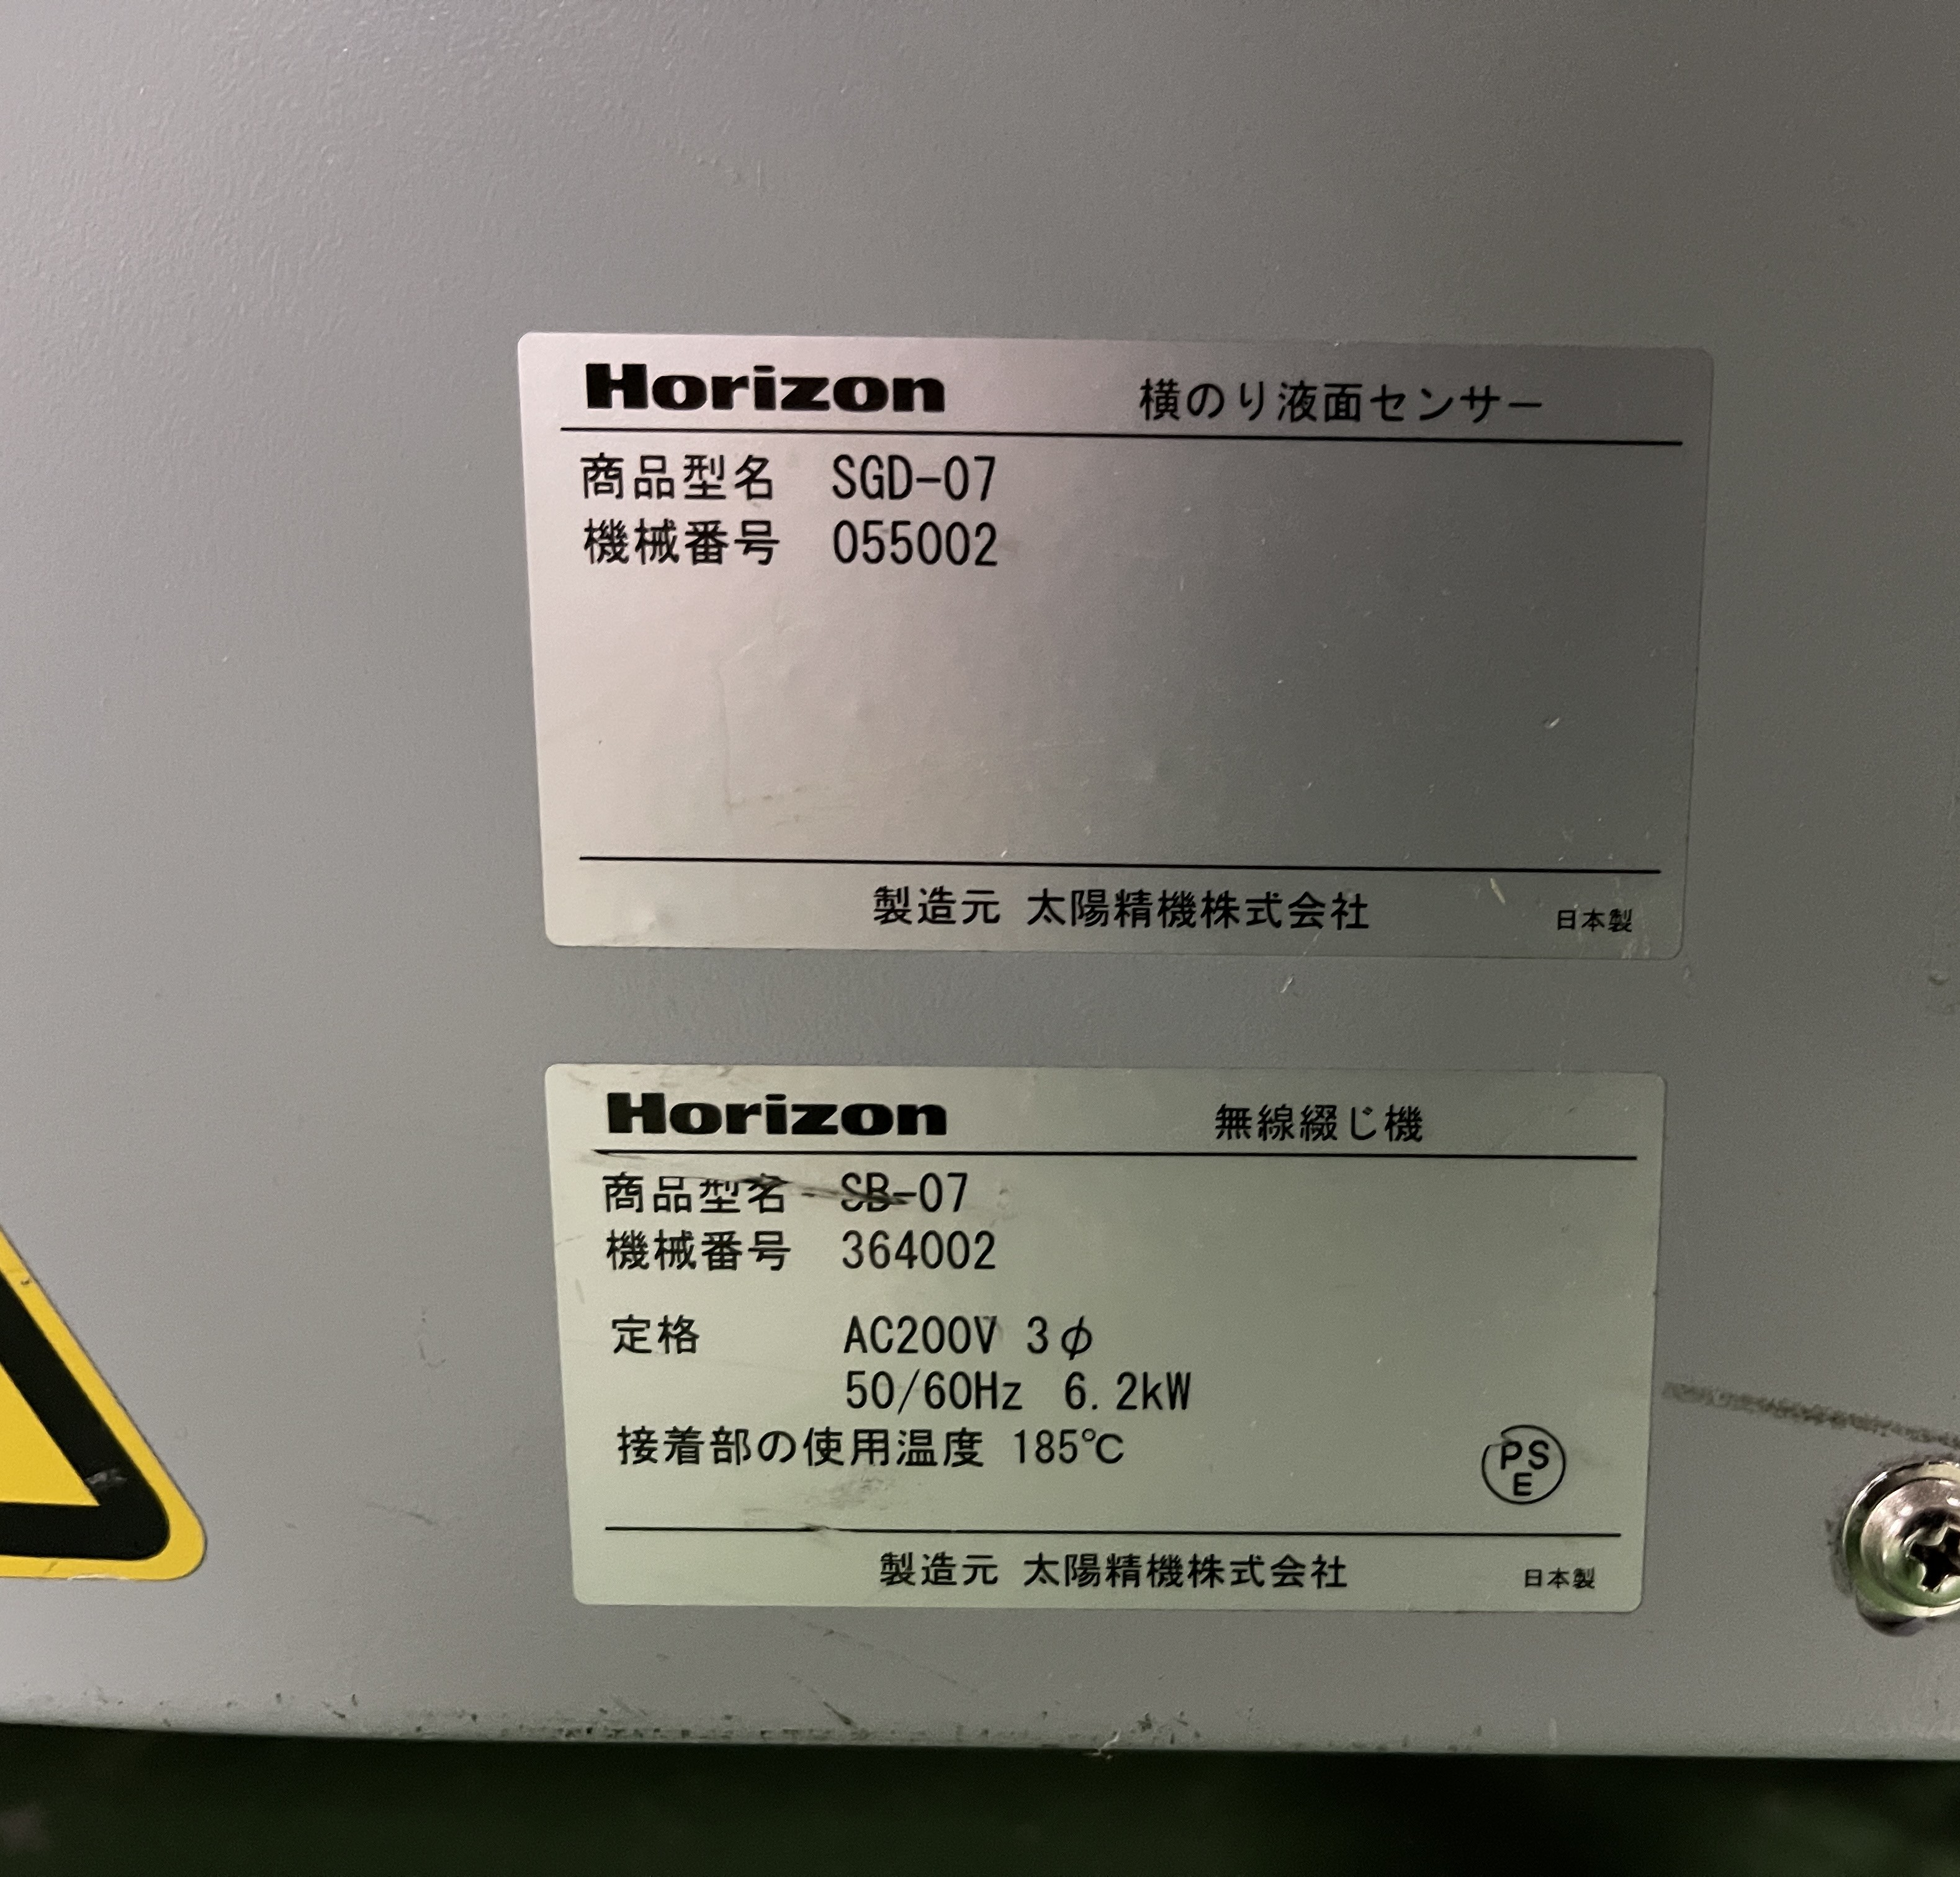 Horizon 横のり液面センサー
商品型名 SGD-07
機械番号 055002
製造元 太陽精機株式会社 日本製
Horizon 無線綴じ機
商品型名 SB-07
機械番号 364002
定格 AC200V 3φ
50/60Hz 6.2kW
接着部の使用温度 185℃
PS
E
製造元 太陽精機株式会社 日本製